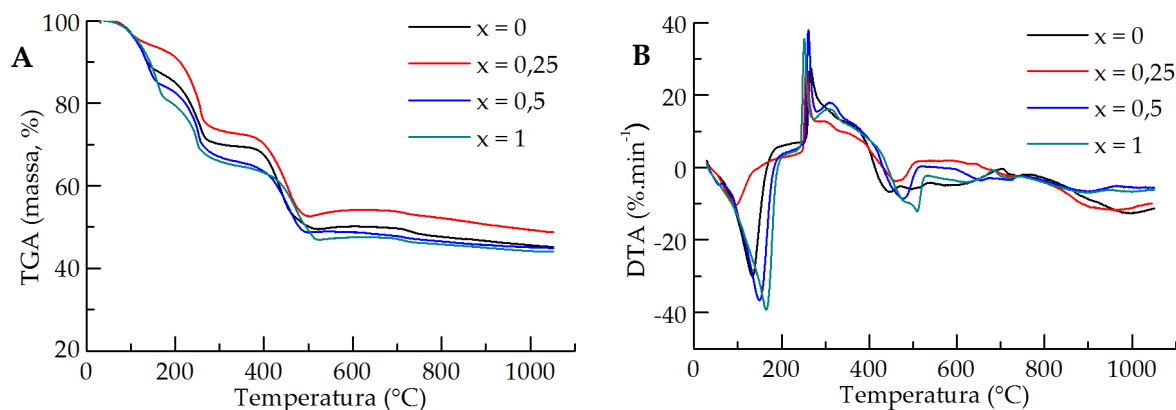 A
TGA (massa, %)
100
80
60
40
20
0
200
400
600
800
1000
Temperatura (°C)
x = 0
x = 0,25
x = 0,5
x = 1
B
DTA (%.min⁻¹)
40
20
0
-20
-40
0
200
400
600
800
1000
Temperatura (°C)
x = 0
x = 0,25
x = 0,5
x = 1